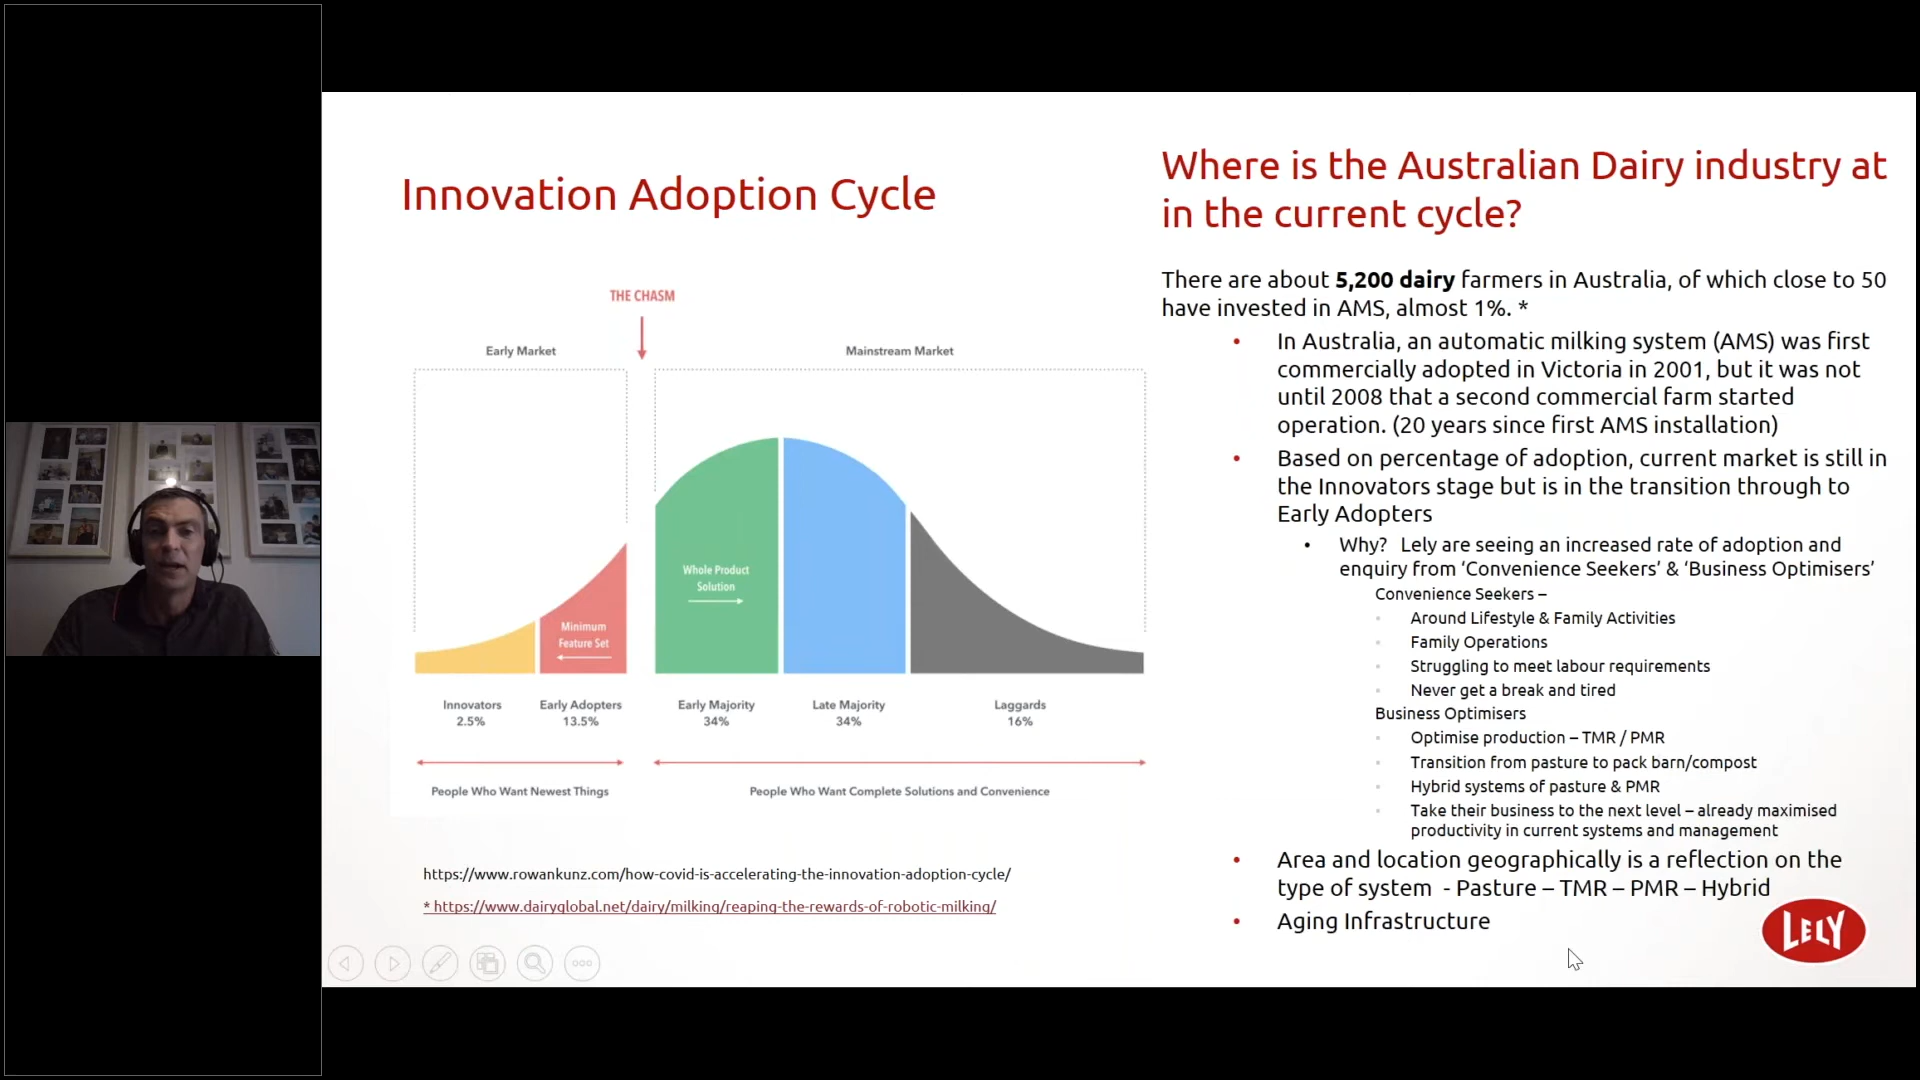 Innovation Adoption Cycle
THE CHASM
Early Market
Mainstream Market
Whole Product
Solution
Minimum
Feature Set
Innovators
2.5%
Early Adopters
13.5%
Early Majority
34%
Late Majority
34%
Laggards
16%
People Who Want Newest Things
People Who Want Complete Solutions and Convenience
https://www.rowankunz.com/how-covid-is-accelerating-the-innovation-adoption-cycle/
* https://www.dairyglobal.net/dairy/milking/reaping-the-rewards-of-robotic-milking/
Where is the Australian Dairy industry at
in the current cycle?
There are about 5,200 dairy farmers in Australia, of which close to 50
have invested in AMS, almost 1%. *
• In Australia, an automatic milking system (AMS) was first
commercially adopted in Victoria in 2001, but it was not
until 2008 that a second commercial farm started
operation. (20 years since first AMS installation)
• Based on percentage of adoption, current market is still in
the Innovators stage but is in the transition through to
Early Adopters
• Why? Lely are seeing an increased rate of adoption and
enquiry from ‘Convenience Seekers’ & ‘Business Optimisers’
Convenience Seekers –
Around Lifestyle & Family Activities
Family Operations
Struggling to meet labour requirements
Never get a break and tired
Business Optimisers
Optimise production – TMR / PMR
Transition from pasture to pack barn/compost
Hybrid systems of pasture & PMR
Take their business to the next level – already maximised
productivity in current systems and management
• Area and location geographically is a reflection on the
type of system - Pasture – TMR – PMR – Hybrid
• Aging Infrastructure
LELY